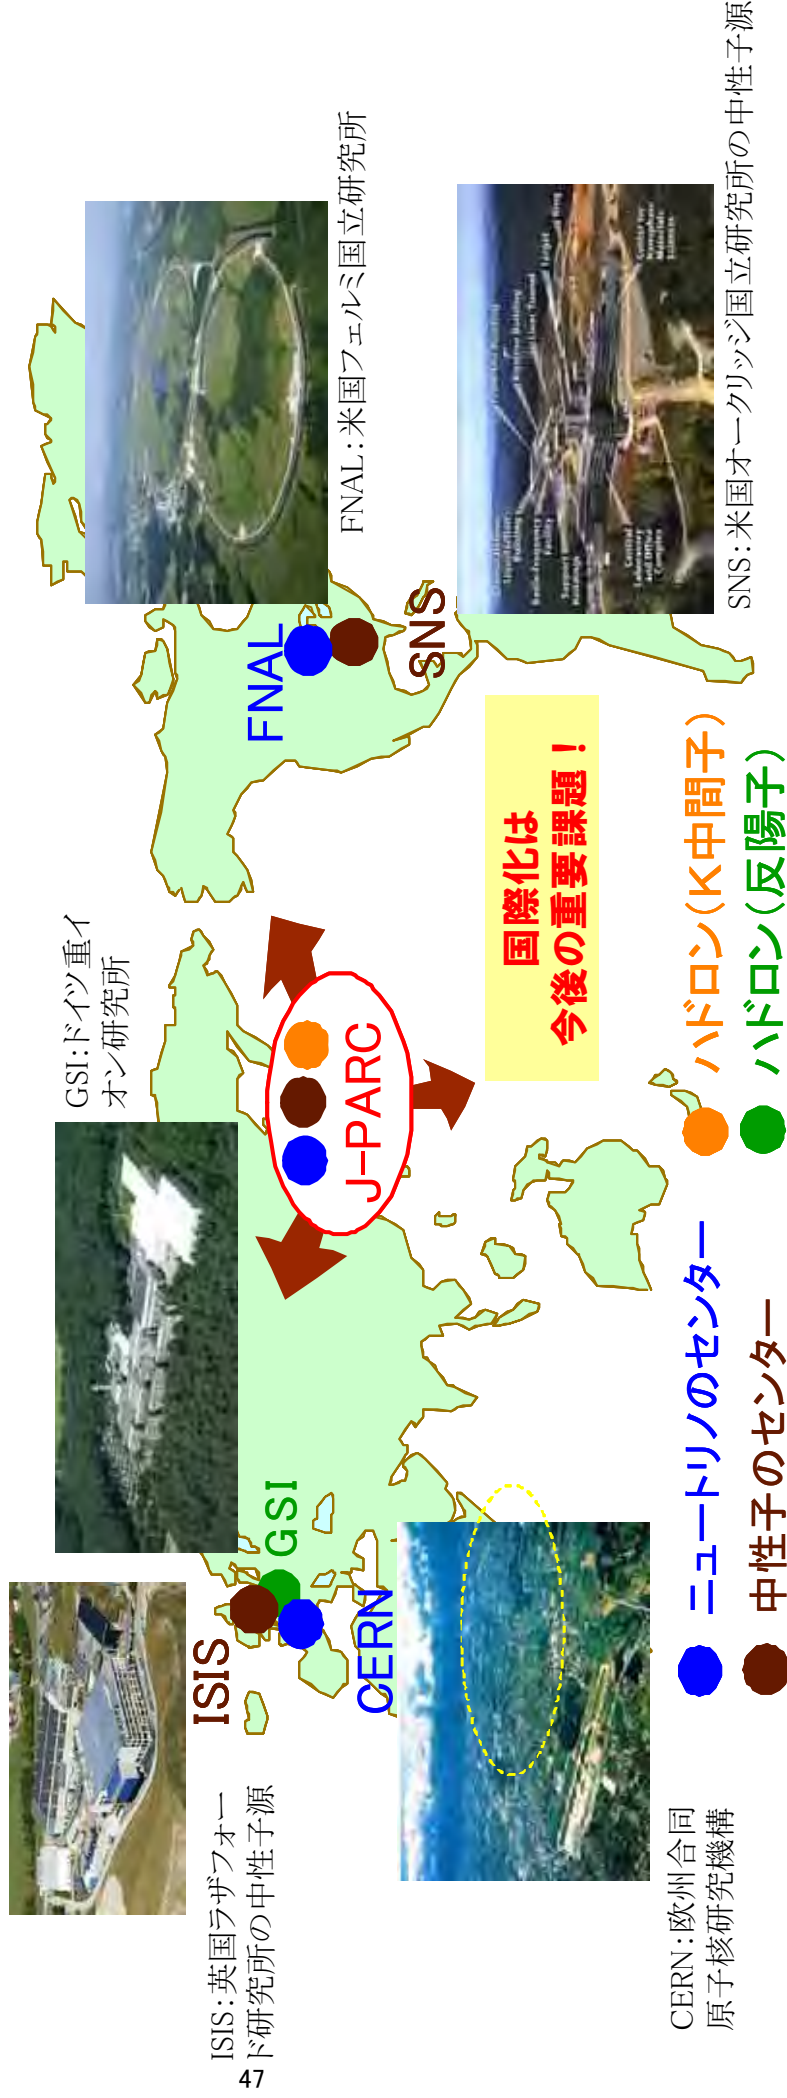 ISIS：英国ラザフォー
ド研究所の中性子源
GSI：ドイツ重イ
オン研究所
FNAL：米国フェルミ国立研究所
ISIS
GSI
CERN
J-PARC
FNAL
SNS
国際化は
今後の重要課題！
CERN：欧州合同
原子核研究機構
SNS：米国オークリッジ国立研究所の中性子源
ニュートリノのセンター
ハドロン（K中間子）
中性子のセンター
ハドロン（反陽子）
47